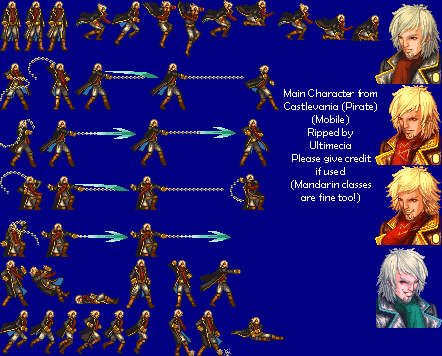 Main Character from
Castlevania (Pirate)
(Mobile)
Ripped by
Ultimecia
Please give credit
if used
(Mandarin classes
are fine too!)